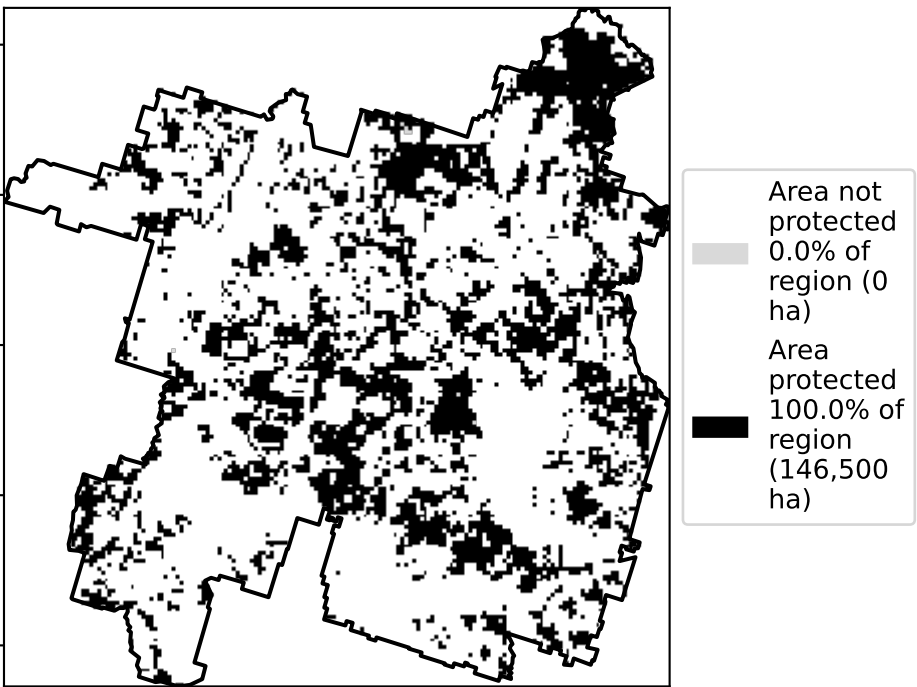 Area not
protected
0.0% of
region (0
ha)
Area
protected
100.0% of
region
(146,500
ha)